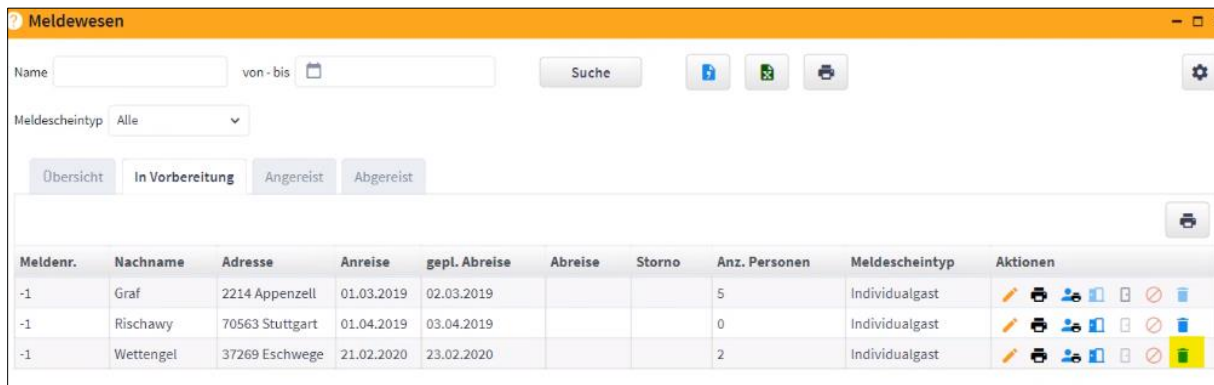 ? Meldewesen
Name von - bis Suche
Meldescheintyp Alle
Übersicht In Vorbereitung Angereist Abgereist
Meldenr. Nachname Adresse Anreise gepl. Abreise Abreise Storno Anz. Personen Meldescheintyp Aktionen
-1 Graf 2214 Appenzell 01.03.2019 02.03.2019 5 Individualgast
-1 Rischawy 70563 Stuttgart 01.04.2019 03.04.2019 0 Individualgast
-1 Wettengel 37269 Eschwege 21.02.2020 23.02.2020 2 Individualgast